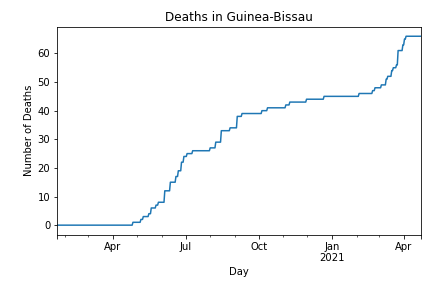 Deaths in Guinea-Bissau
Number of Deaths
60
50
40
30
20
10
0
Apr
Jul
Oct
Jan
2021
Apr
Day